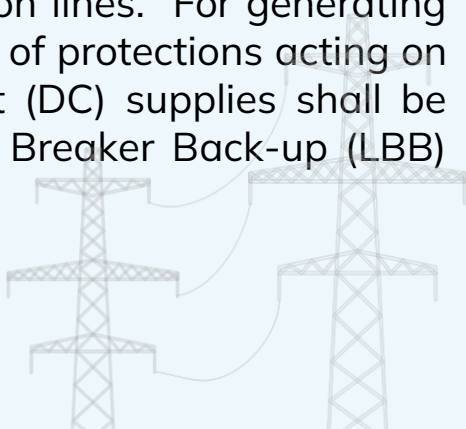 on lines. For generating
of protections acting on
t (DC) supplies shall be
Breaker Back-up (LBB)